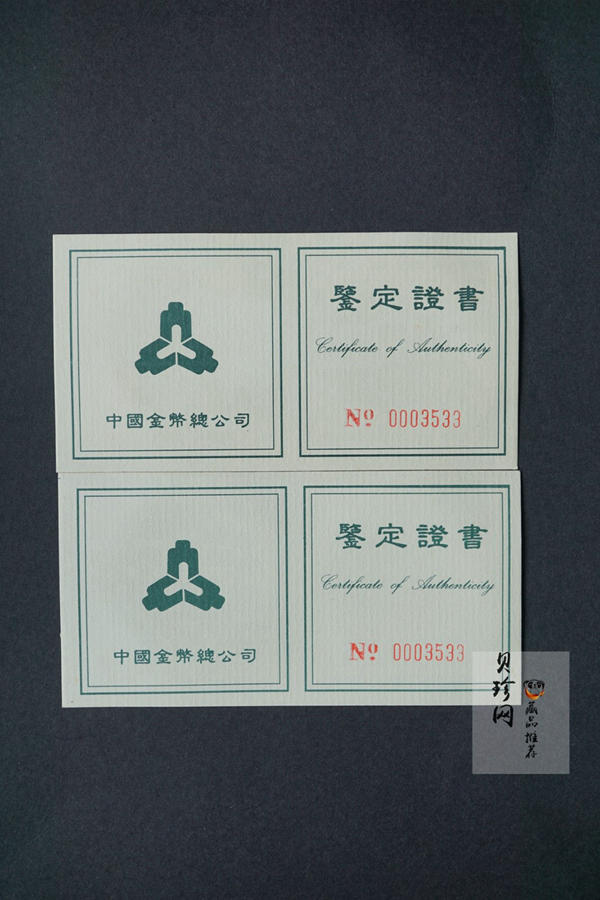 鑒定證書
Certificate of Authenticity
中國金幣總公司
Nº 0003533
鑒定證書
Certificate of Authenticity
中國金幣總公司
Nº 0003533
贝珍网
藏品推荐